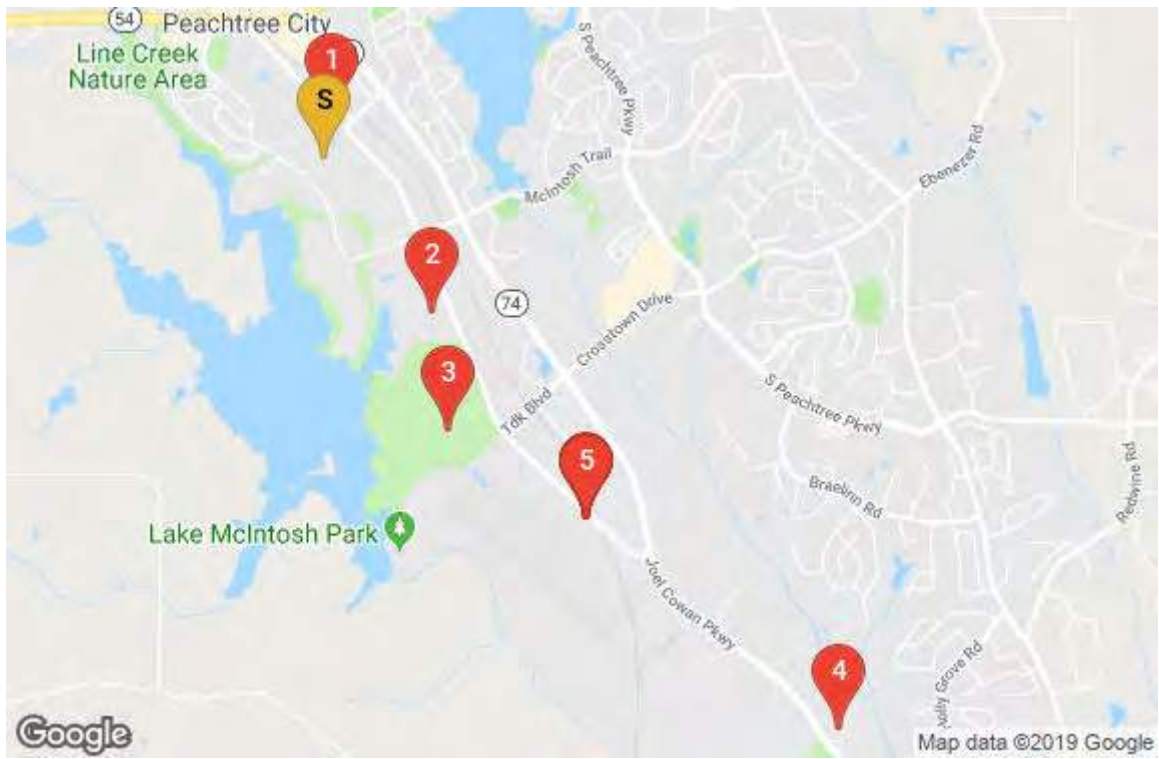 54
Peachtree City
Line Creek
Nature Area
1
S
S Peachtree Pkwy
Ebenezer Rd
McIntosh Trail
2
74
Crosstown Drive
3
Tdk Blvd
S Peachtree Pkwy
5
Braelinn Rd
Redwine Rd
Lake McIntosh Park
Joel Cowan Pkwy
4
Grove Rd
Google
Map data ©2019 Google